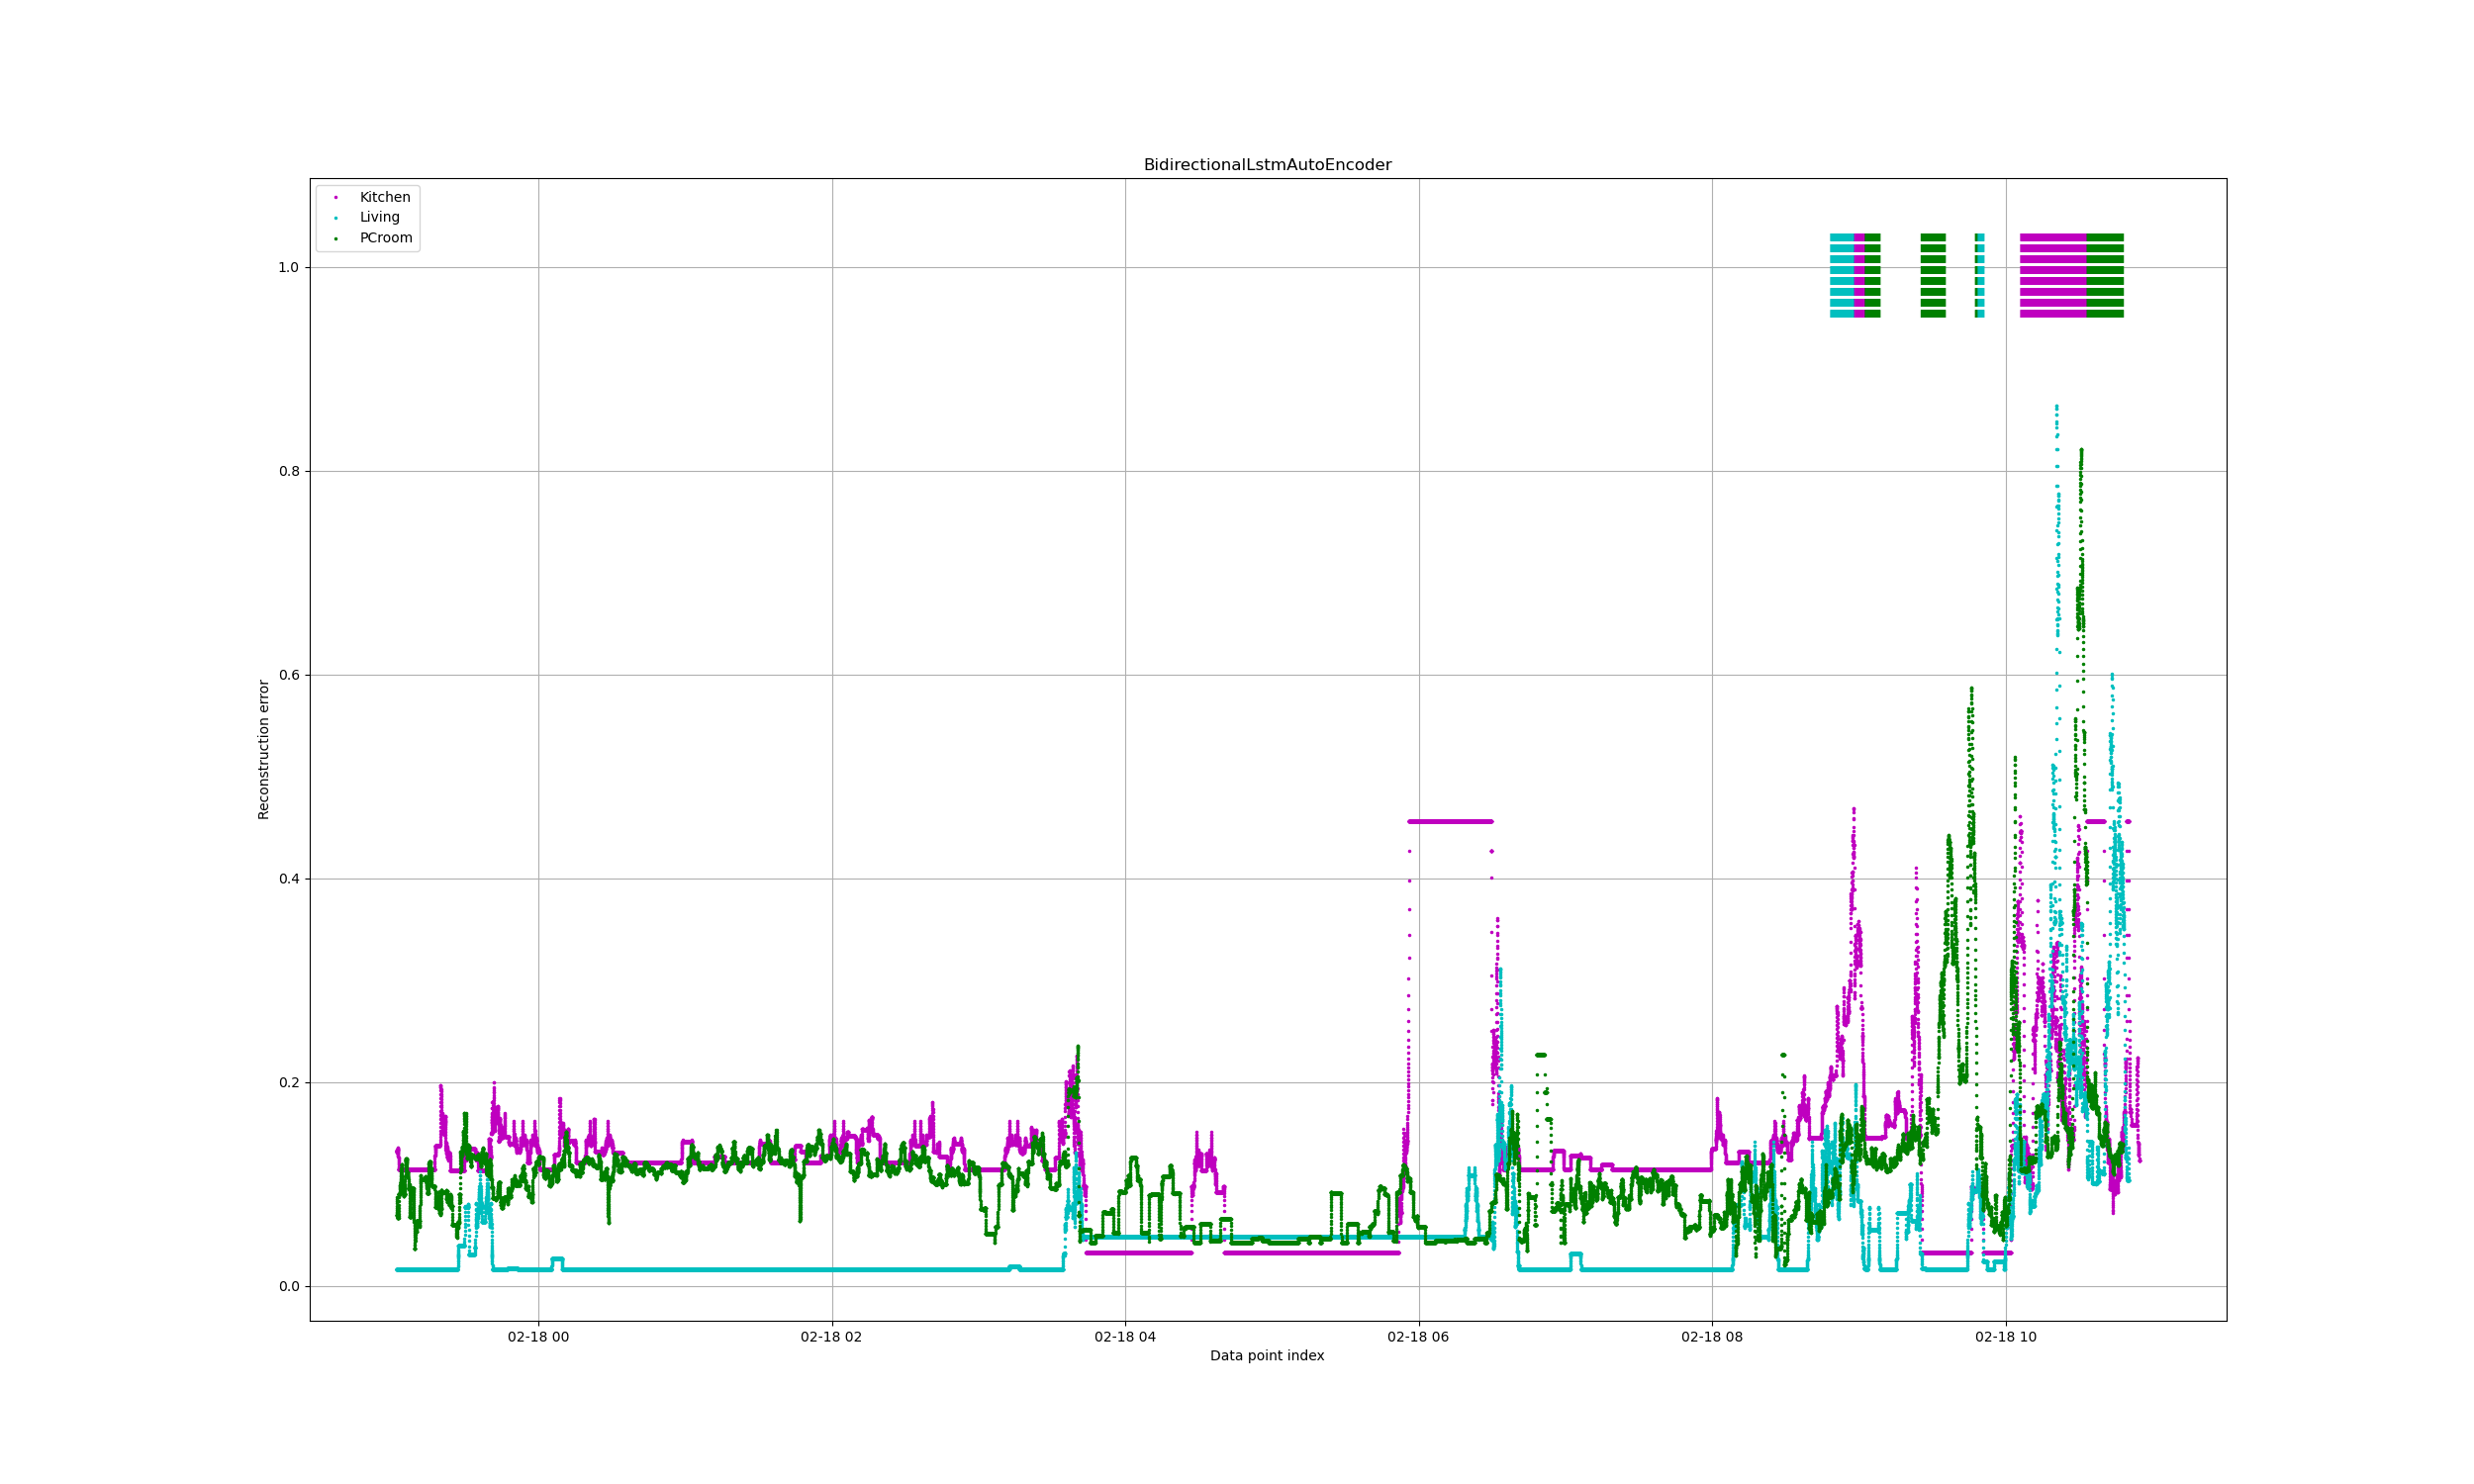 BidirectionalLstmAutoEncoder
Kitchen
Living
PCroom
1.0
0.8
0.6
0.4
0.2
0.0
Reconstruction error
02-18 00
02-18 02
02-18 04
02-18 06
02-18 08
02-18 10
Data point index